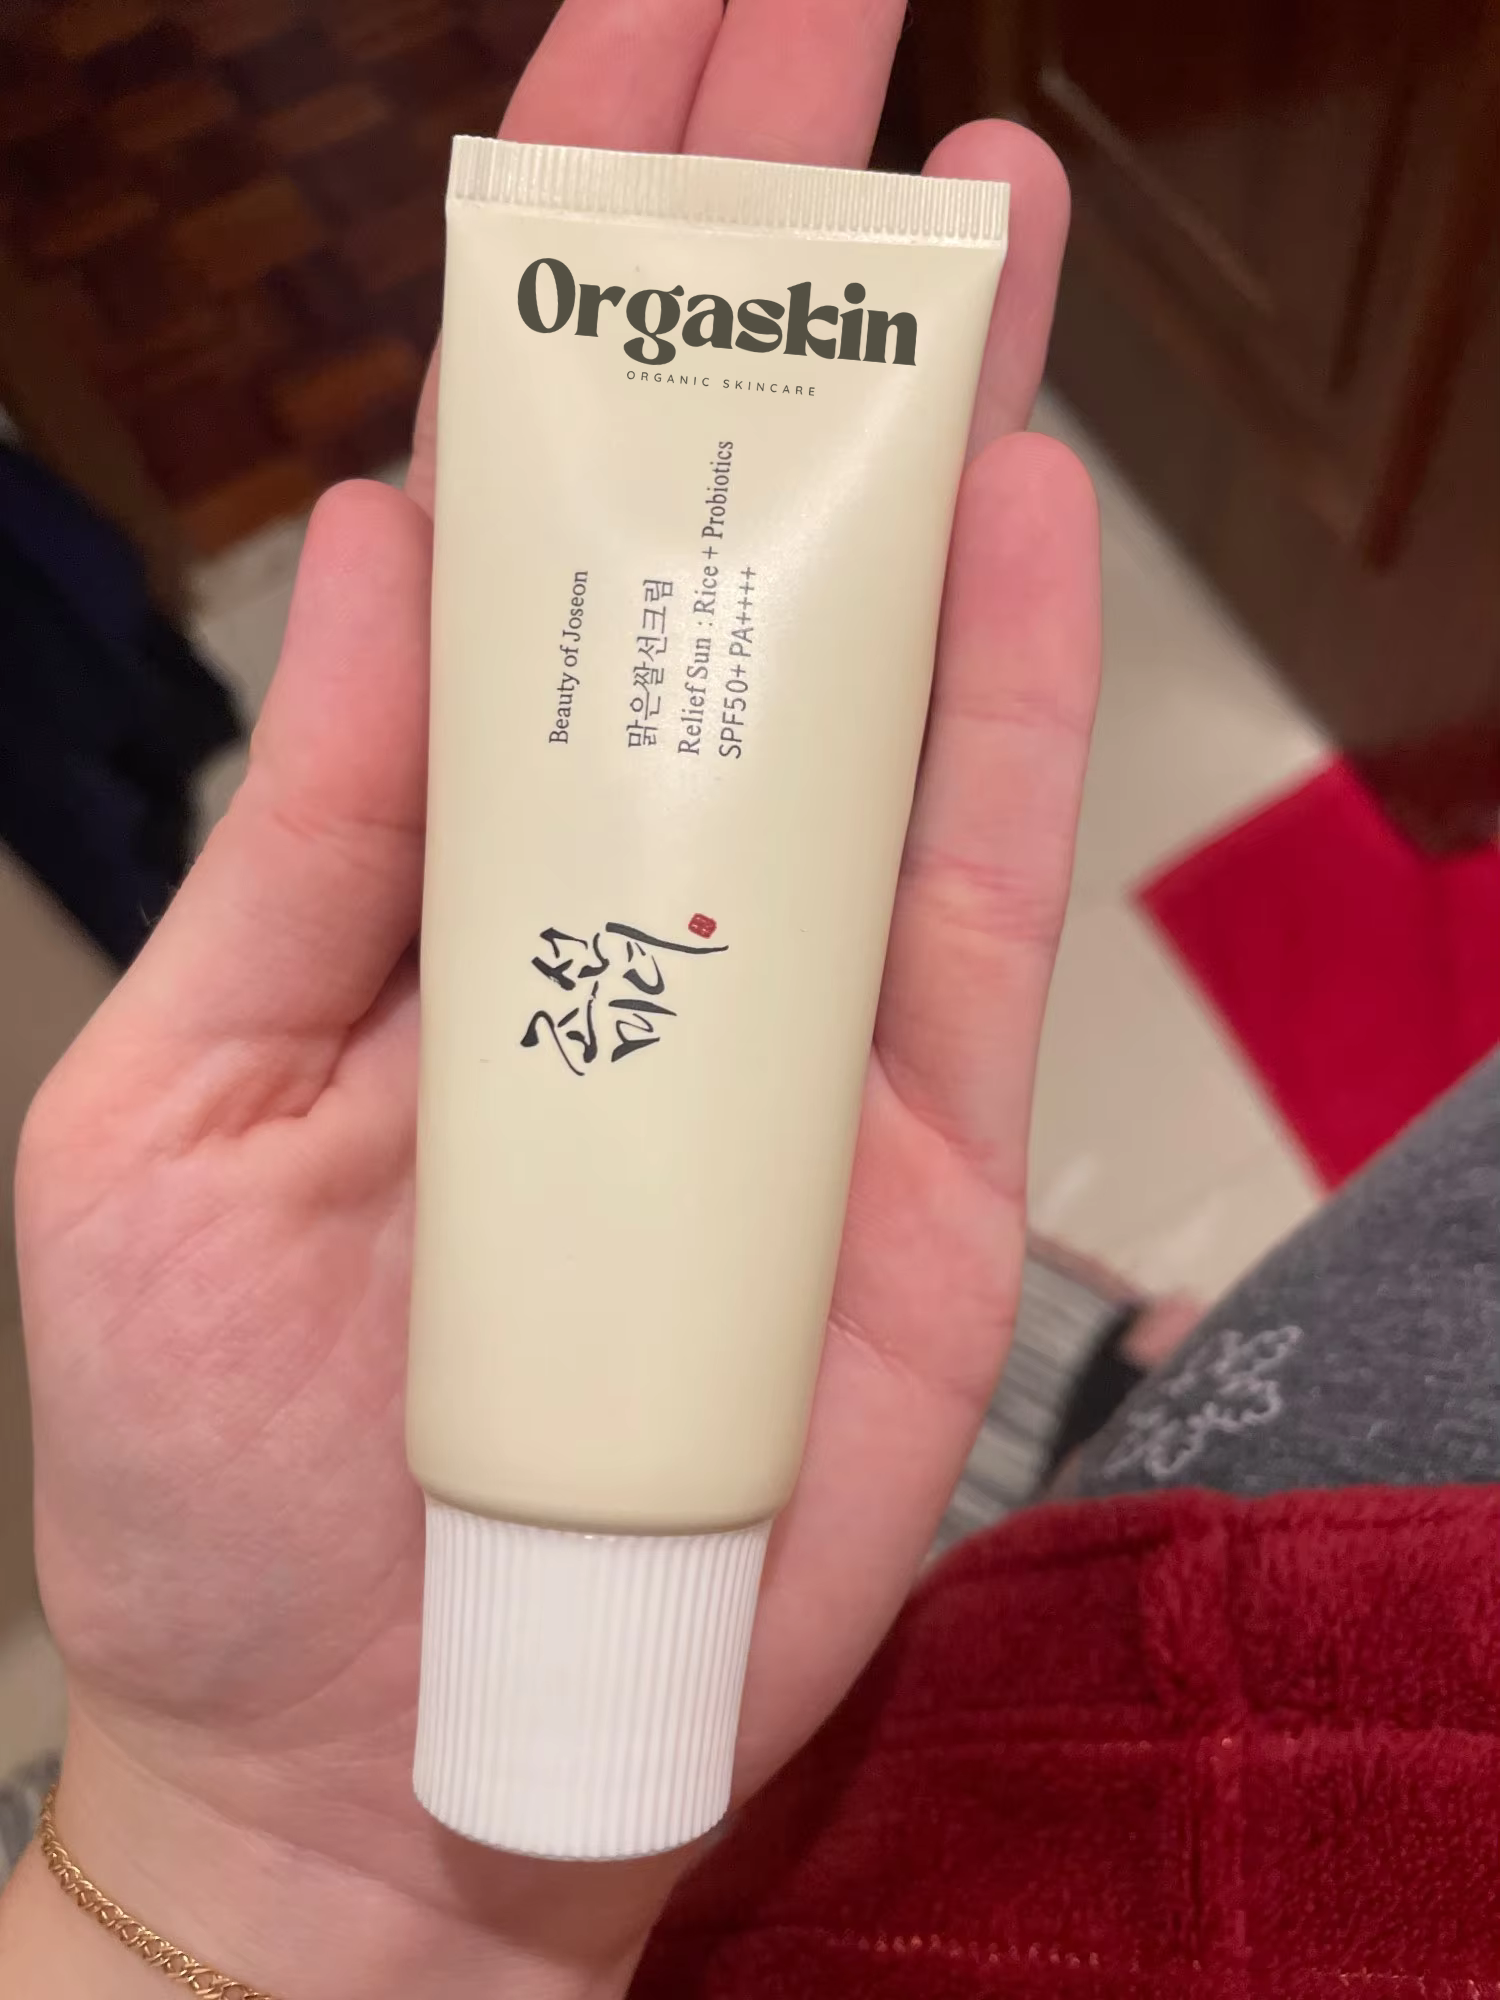 Orgaskin
ORGANIC SKINCARE
Beauty of Joseon
맑은쌀선크림
Relief Sun : Rice + Probiotics
SPF50+ PA++++
조선
미녀